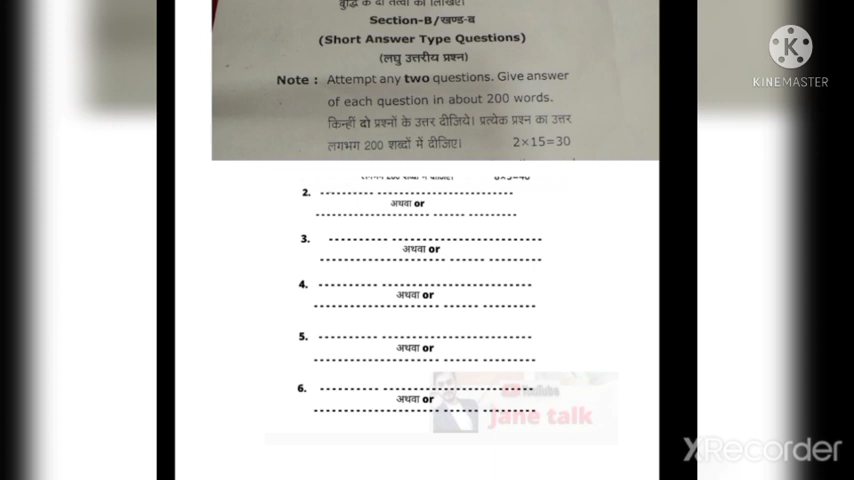 बुद्धि के दो तत्वों को लिखिए।
Section-B/खण्ड-ब
(Short Answer Type Questions)
(लघु उत्तरीय प्रश्न)
Note : Attempt any two questions. Give answer
of each question in about 200 words.
किन्हीं दो प्रश्नों के उत्तर दीजिये। प्रत्येक प्रश्न का उत्तर
लगभग 200 शब्दों में दीजिए। 2×15=30
2.
अथवा or
3.
अथवा or
4.
अथवा or
5.
अथवा or
6.
अथवा or
YouTube
jane talk
K
KINEMASTER
XRecorder